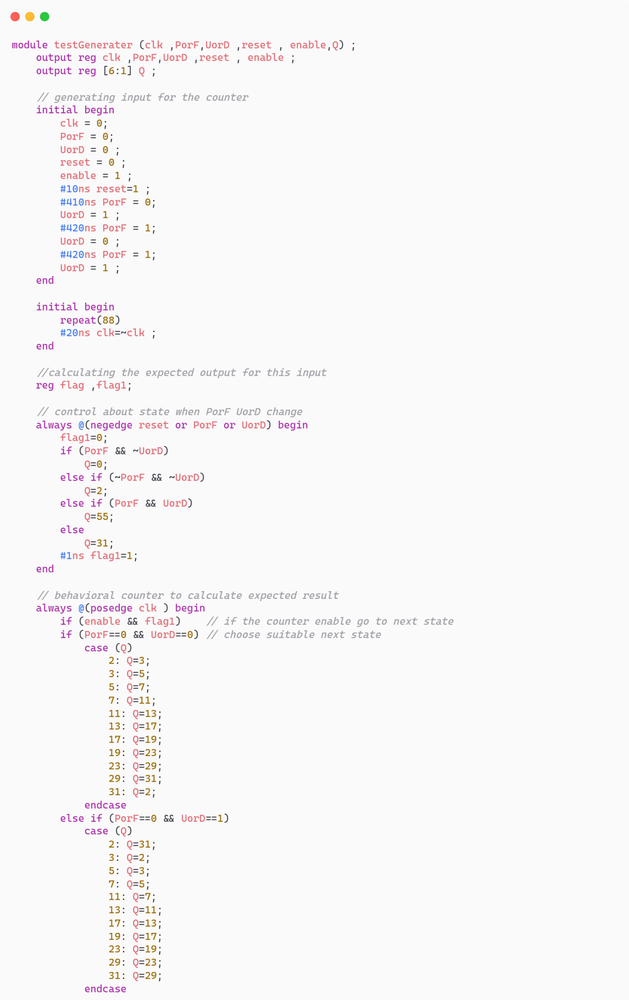 module testGenerater (clk ,PorF,UorD ,reset , enable,Q) ;
output reg clk ,PorF,UorD ,reset , enable ;
output reg [6:1] Q ;
// generating input for the counter
initial begin
clk = 0;
PorF = 0;
UorD = 0 ;
reset = 0 ;
enable = 1 ;
#10ns reset=1 ;
#410ns PorF = 0;
UorD = 1 ;
#420ns PorF = 1;
UorD = 0 ;
#420ns PorF = 1;
UorD = 1 ;
end
initial begin
repeat(88)
#20ns clk=~clk ;
end
//calculating the expected output for this input
reg flag ,flag1;
// control about state when PorF UorD change
always @(negedge reset or PorF or UorD) begin
flag1=0;
if (PorF && ~UorD)
Q=0;
else if (~PorF && ~UorD)
Q=2;
else if (PorF && UorD)
Q=55;
else
Q=31;
#1ns flag1=1;
end
// behavioral counter to calculate expected result
always @(posedge clk ) begin
if (enable && flag1) // if the counter enable go to next state
if (PorF==0 && UorD==0) // choose suitable next state
case (Q)
2: Q=3;
3: Q=5;
5: Q=7;
7: Q=11;
11: Q=13;
13: Q=17;
17: Q=19;
19: Q=23;
23: Q=29;
29: Q=31;
31: Q=2;
endcase
else if (PorF==0 && UorD==1)
case (Q)
2: Q=31;
3: Q=2;
5: Q=3;
7: Q=5;
11: Q=7;
13: Q=11;
17: Q=13;
19: Q=17;
23: Q=19;
29: Q=23;
31: Q=29;
endcase